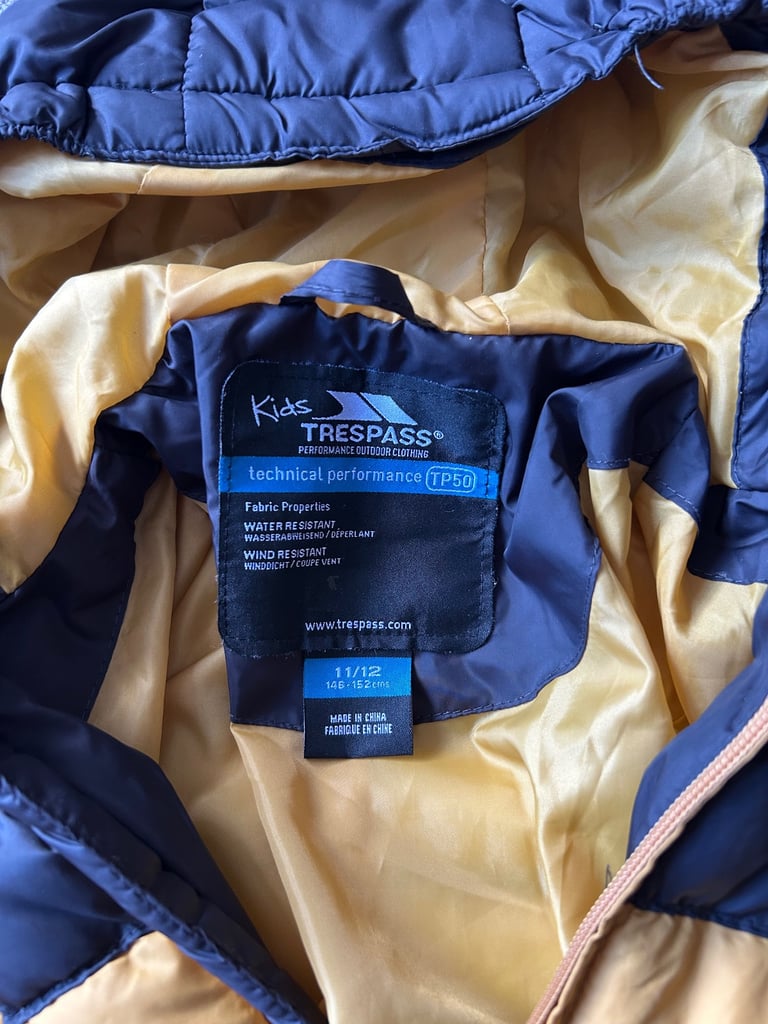 Kids
TRESPASS®
PERFORMANCE OUTDOOR CLOTHING
technical performance TP50
Fabric Properties
WATER RESISTANT
WASSERABWEISEND / DÉPERLANT
WIND RESISTANT
WINDDICHT / COUPE VENT
www.trespass.com
11/12
146-152cms
MADE IN CHINA
FABRIQUE EN CHINE